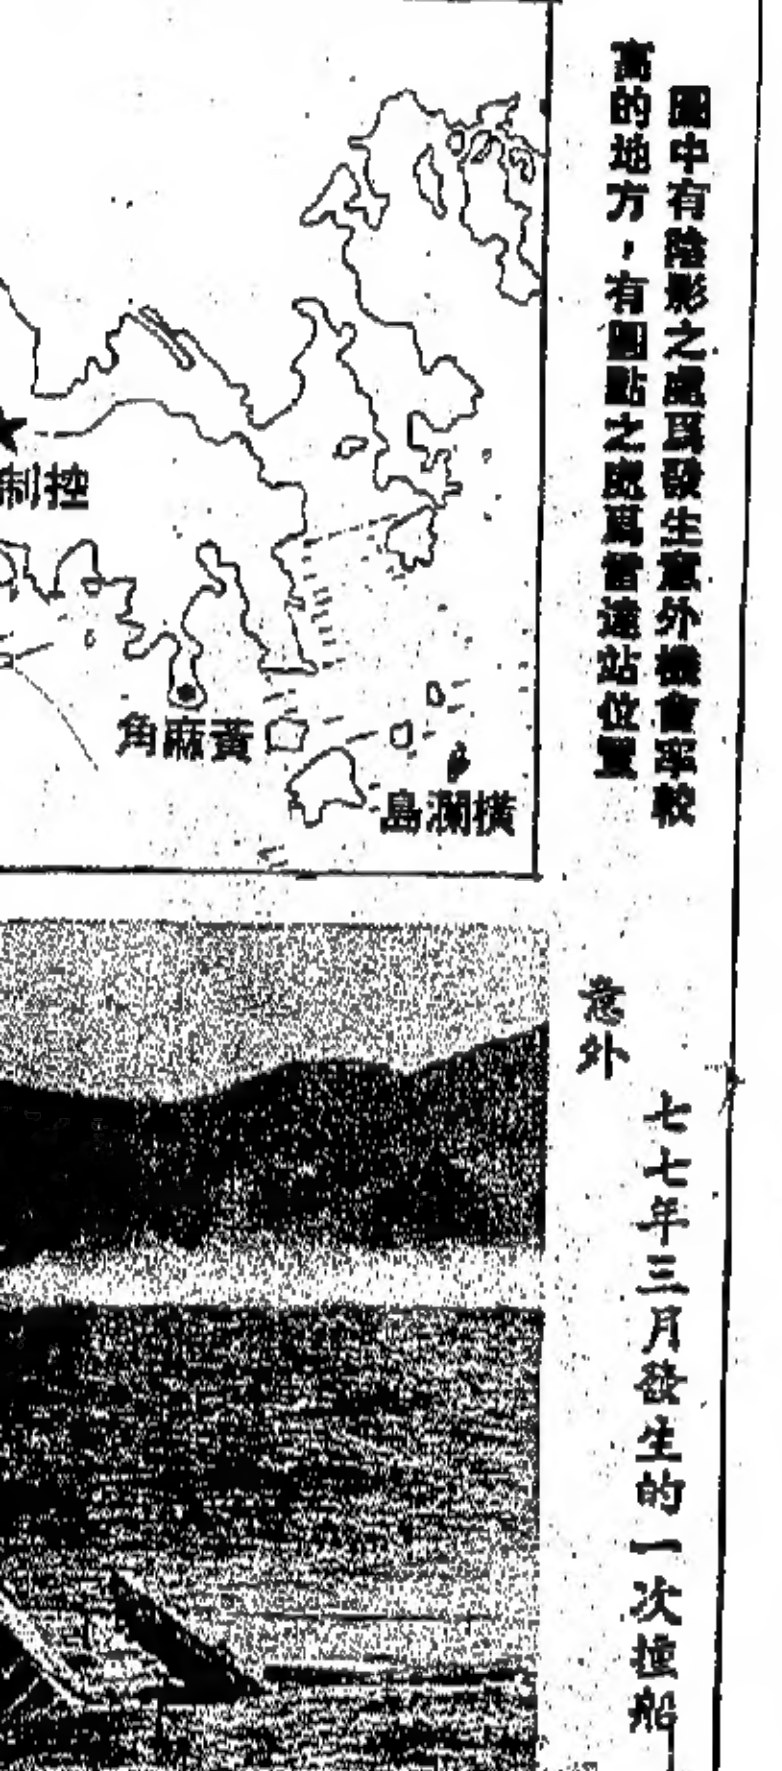 圖中有陰影之處爲發生意外機會率較
高的地方，有圓點之處爲雷達站位置
控制
黃麻角
橫瀾島
七七年三月發生的一次撞船
意外